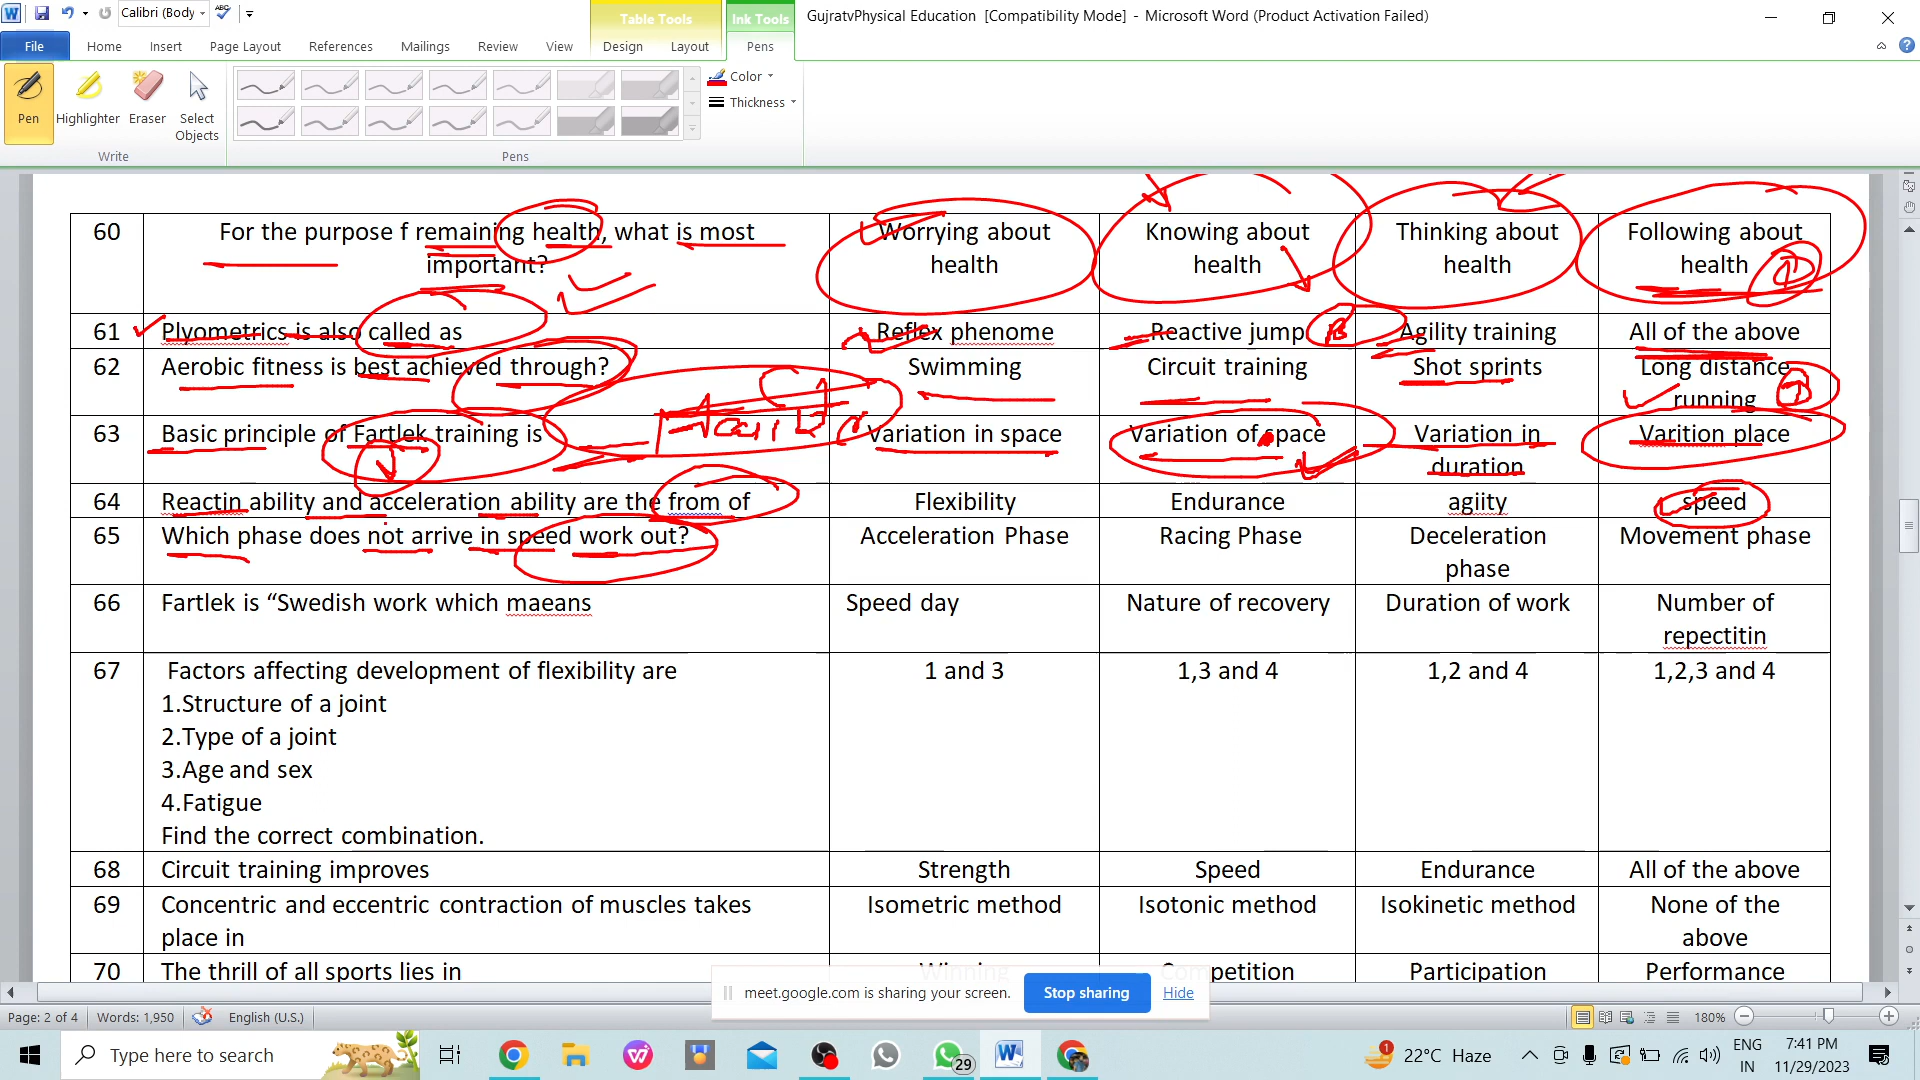 Calibri (Body
GujratvPhysical Education [Compatibility Mode] - Microsoft Word (Product Activation Failed)
Table Tools
Ink Tools
File
Home
Insert
Page Layout
References
Mailings
Review
View
Design
Layout
Pens
Pen
Highlighter
Eraser
Select Objects
Color
Thickness
Write
Pens
60 For the purpose f remaining health, what is most Worrying about Knowing about Thinking about Following about
important? health health health health
61 Plyometrics is also called as Reflex phenome Reactive jump B Agility training All of the above
62 Aerobic fitness is best achieved through? Swimming Circuit training Shot sprints Long distance
running
63 Basic principle of Fartlek training is Variation in space Variation of space Variation in Varition place
duration
64 Reactin ability and acceleration ability are the from of Flexibility Endurance agiity speed
65 Which phase does not arrive in speed work out? Acceleration Phase Racing Phase Deceleration Movement phase
phase
66 Fartlek is “Swedish work which maeans Speed day Nature of recovery Duration of work Number of
repectitin
67 Factors affecting development of flexibility are 1 and 3 1,3 and 4 1,2 and 4 1,2,3 and 4
1.Structure of a joint
2.Type of a joint
3.Age and sex
4.Fatigue
Find the correct combination.
68 Circuit training improves Strength Speed Endurance All of the above
69 Concentric and eccentric contraction of muscles takes Isometric method Isotonic method Isokinetic method None of the
place in above
70 The thrill of all sports lies in Winning Competition Participation Performance
meet.google.com is sharing your screen. Stop sharing Hide
Page: 2 of 4 Words: 1,950 English (U.S.) 180%
Type here to search 29 1 22°C Haze ENG 7:41 PM
IN 11/29/2023